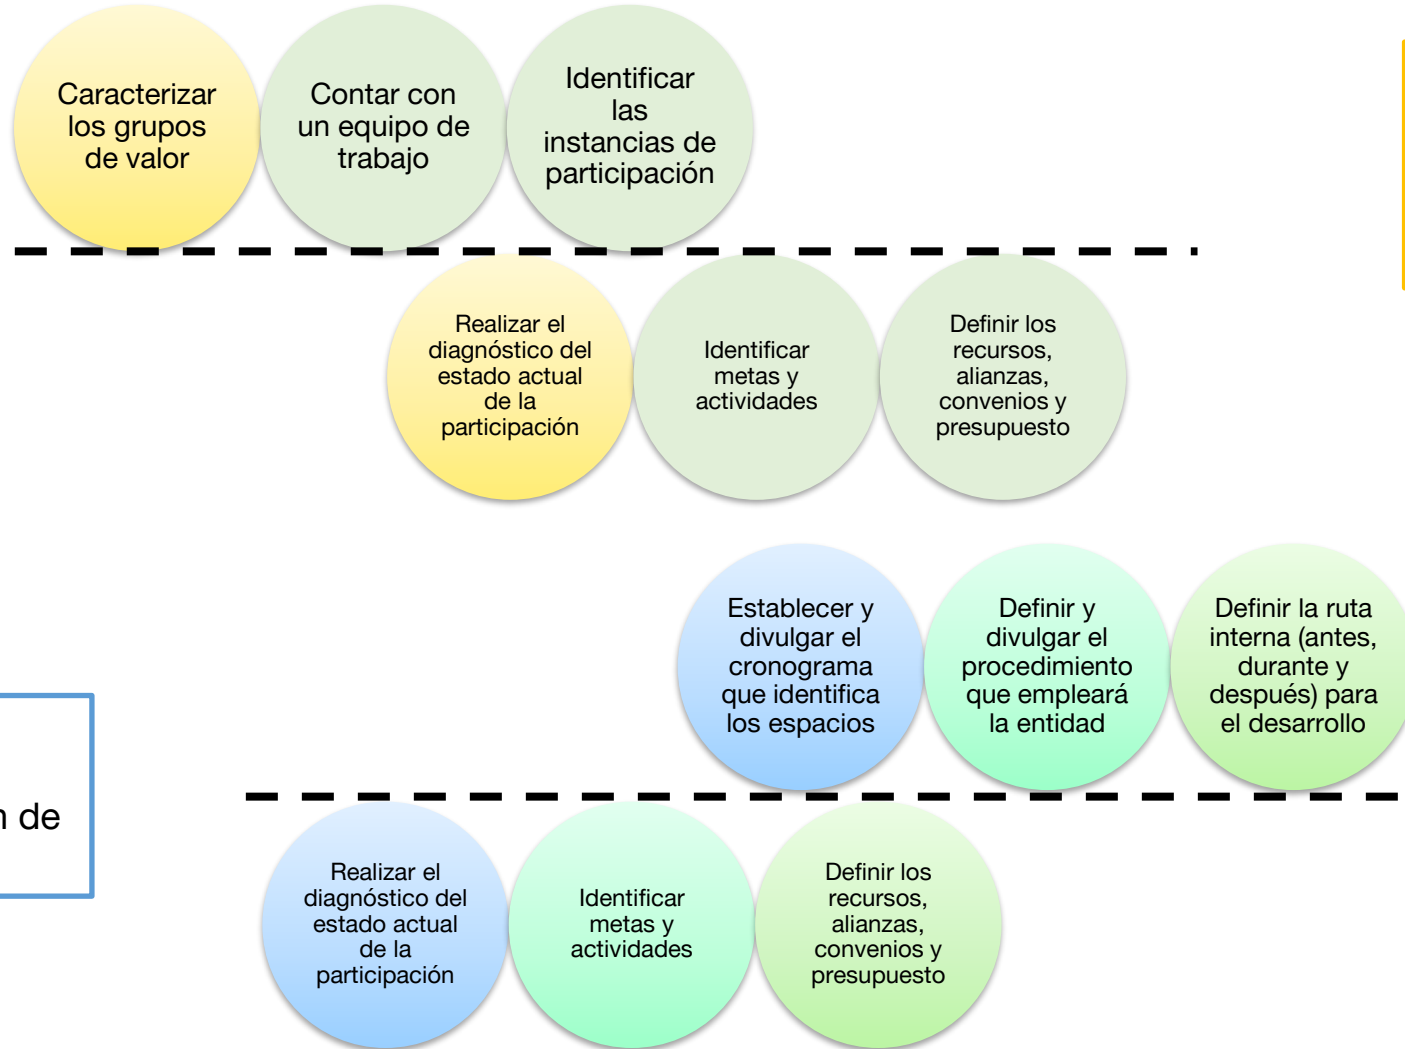 Caracterizar
los grupos
de valor
Contar con
un equipo de
trabajo
Identificar
las
instancias de
participación
Realizar el
diagnóstico del
estado actual
de la
participación
Identificar
metas y
actividades
Definir los
recursos,
alianzas,
convenios y
presupuesto
Establecer y
divulgar el
cronograma
que identifica
los espacios
Definir y
divulgar el
procedimiento
que empleará
la entidad
Definir la ruta
interna (antes,
durante y
después) para
el desarrollo
de
Realizar el
diagnóstico del
estado actual
de la
participación
Identificar
metas y
actividades
Definir los
recursos,
alianzas,
convenios y
presupuesto